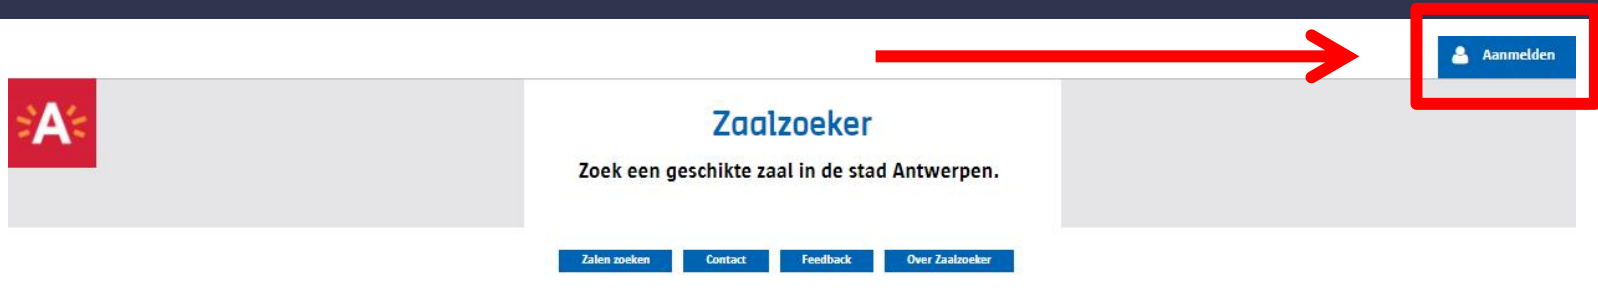 Aanmelden
A
Zaalzoeker
Zoek een geschikte zaal in de stad Antwerpen.
Zalen zoeken Contact Feedback Over Zaalzoeker